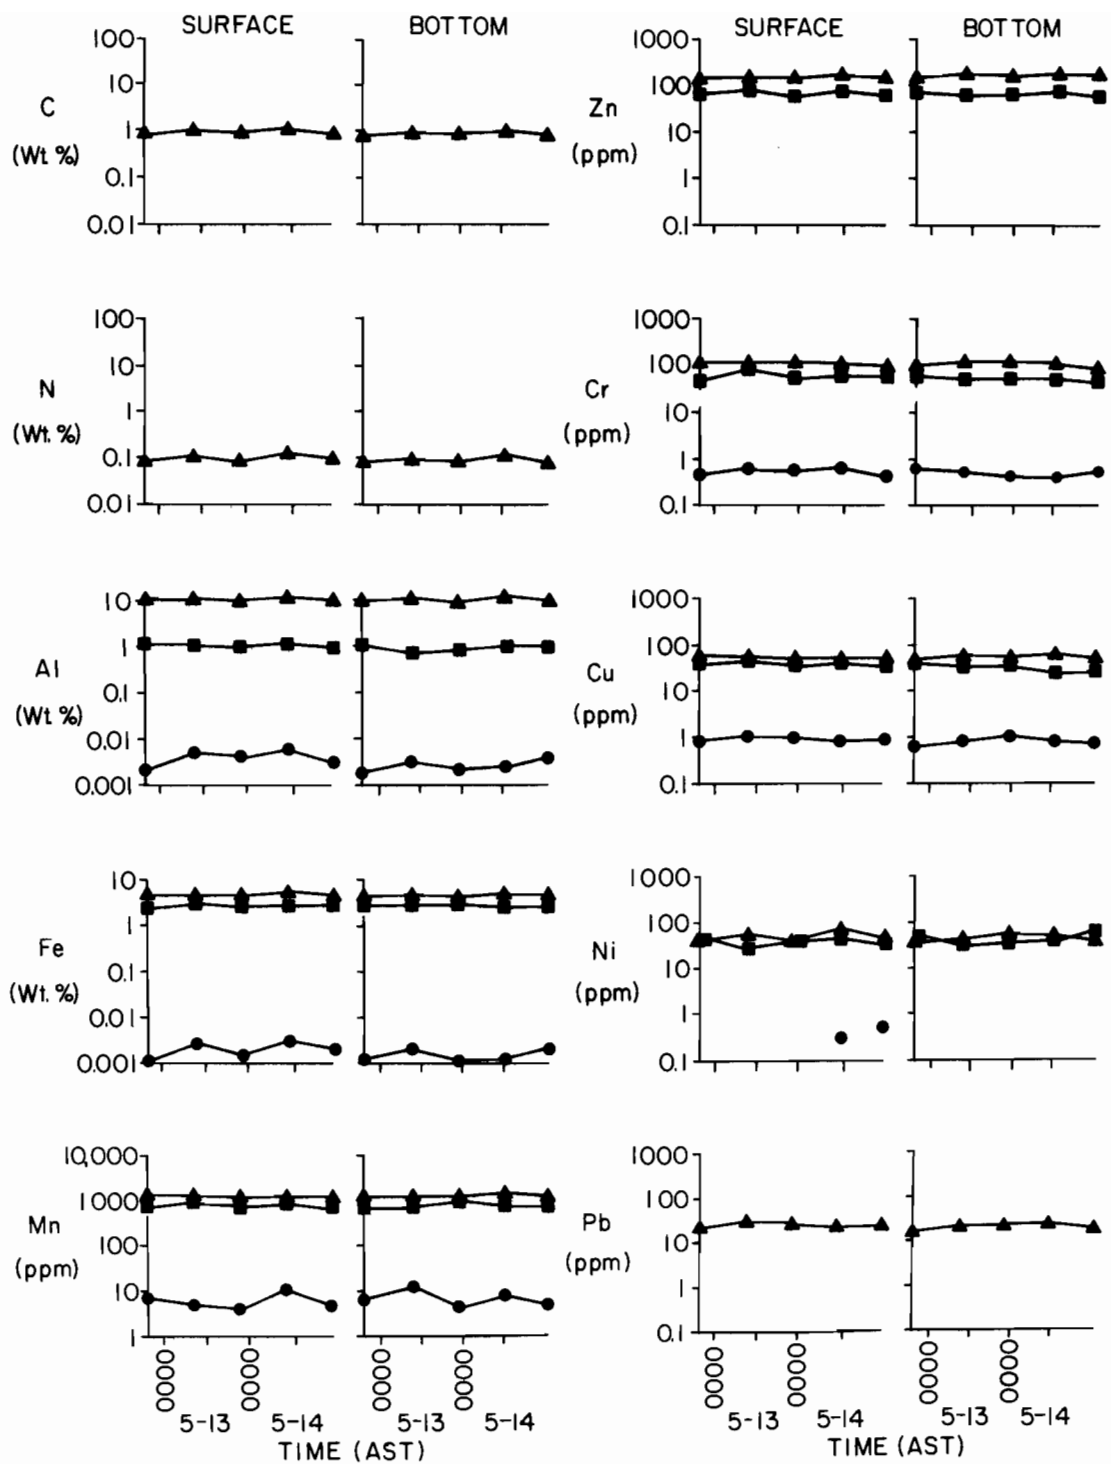 SURFACE BOTTOM
C
(Wt %)
100
10
1
0.1
0.01
N
(Wt. %)
100
10
1
0.1
0.01
Al
(Wt %)
10
1
0.1
0.01
0.001
Fe
(Wt. %)
10
1
0.1
0.01
0.001
Mn
(ppm)
10,000
1000
100
10
1
0000 0000 0000 0000
5-13 5-14 5-13 5-14
TIME (AST)
SURFACE BOTTOM
Zn
(ppm)
1000
100
10
1
0.1
Cr
(ppm)
1000
100
10
1
0.1
Cu
(ppm)
1000
100
10
1
0.1
Ni
(ppm)
1000
100
10
1
0.1
Pb
(ppm)
1000
100
10
1
0.1
0000 0000 0000 0000
5-13 5-14 5-13 5-14
TIME (AST)